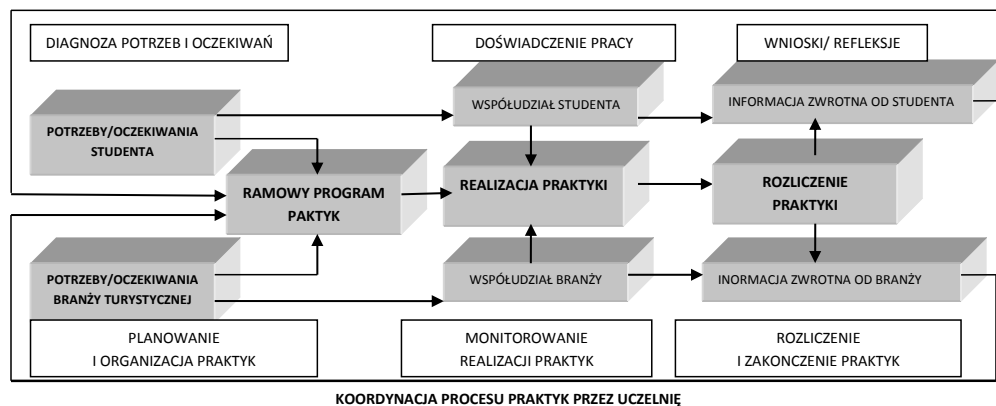 DIAGNOZA POTRZEB I OCZEKIWAŃ
DOŚWIADCZENIE PRACY
WNIOSKI/ REFLEKSJE
POTRZEBY/OCZEKIWANIA
STUDENTA
WSPÓŁUDZIAŁ STUDENTA
INFORMACJA ZWROTNA OD STUDENTA
RAMOWY PROGRAM
PAKTYK
REALIZACJA PRAKTYKI
ROZLICZENIE
PRAKTYKI
POTRZEBY/OCZEKIWANIA
BRANŻY TURYSTYCZNEJ
WSPÓŁUDZIAŁ BRANŻY
INORMACJA ZWROTNA OD BRANŻY
PLANOWANIE
I ORGANIZACJA PRAKTYK
MONITOROWANIE
REALIZACJI PRAKTYK
ROZLICZENIE
I ZAKONCZENIE PRAKTYK
KOORDYNACJA PROCESU PRAKTYK PRZEZ UCZELNIĘ